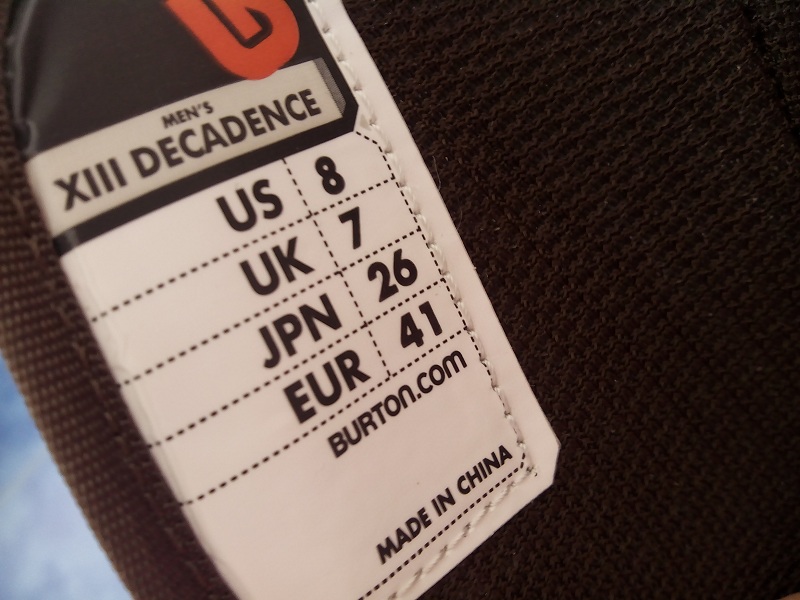 MEN'S
XIII DECADENCE
US 8
UK 7
JPN 26
EUR 41
BURTON.com
MADE IN CHINA